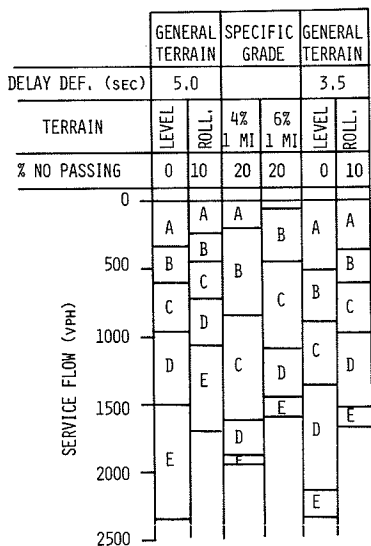 GENERAL TERRAIN SPECIFIC GRADE GENERAL TERRAIN
DELAY DEF. (SEC) 5.0 3.5
TERRAIN LEVEL ROLL. 4% 1 MI 6% 1 MI LEVEL ROLL.
% NO PASSING 0 10 20 20 0 10
SERVICE FLOW (VPH)
0
500
1000
1500
2000
2500
A B C D E
A B C D E
A B C D E
B C D E
A B C D E
A B C D E